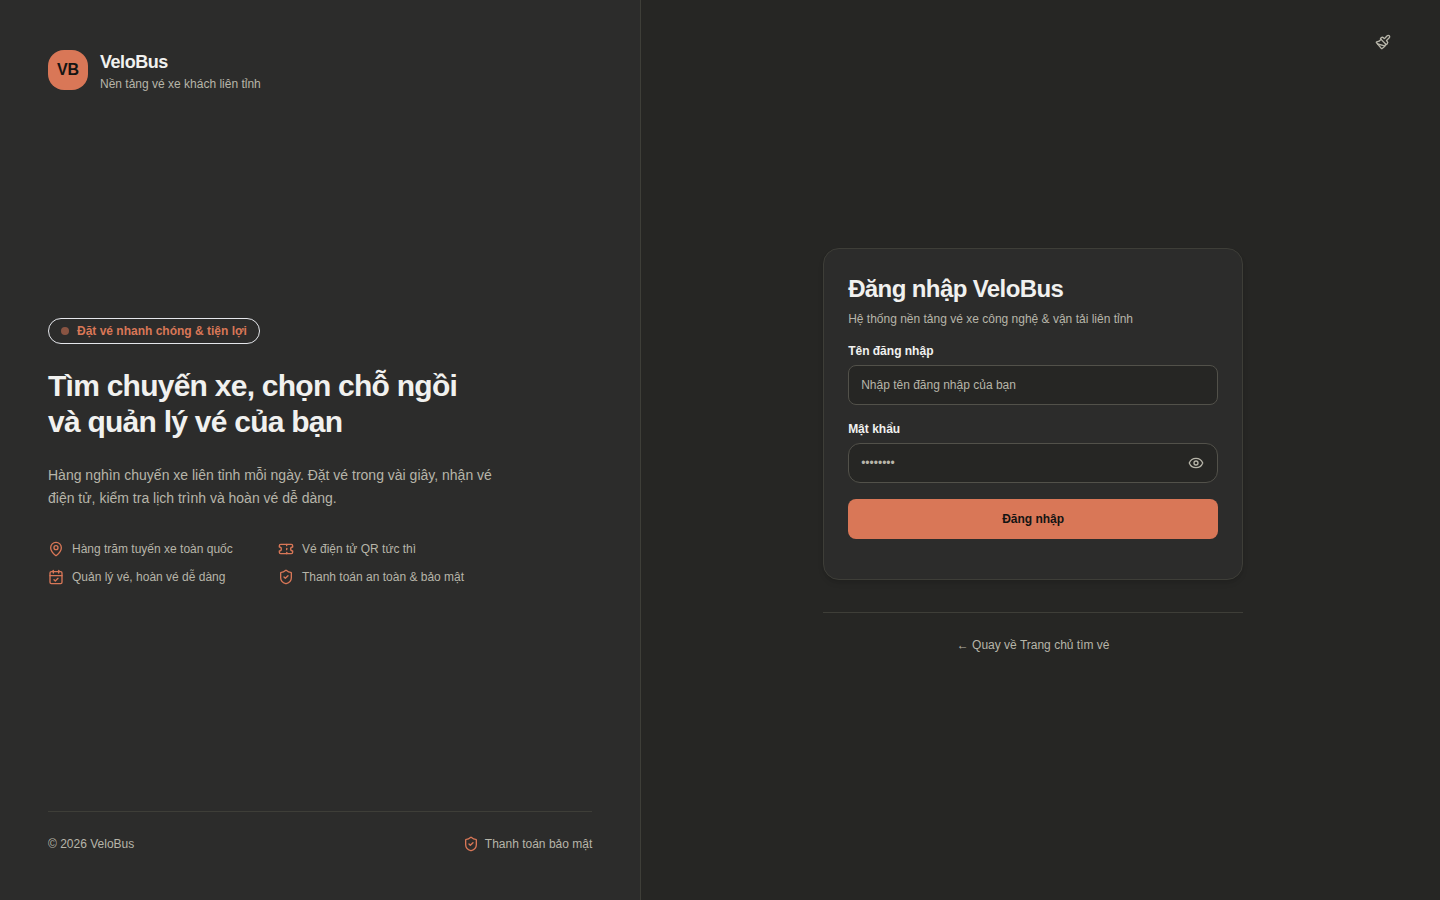 VB
VeloBus
Nền tảng vé xe khách liên tỉnh
Đặt vé nhanh chóng & tiện lợi
Tìm chuyến xe, chọn chỗ ngồi
và quản lý vé của bạn
Hàng nghìn chuyến xe liên tỉnh mỗi ngày. Đặt vé trong vài giây, nhận vé
điện tử, kiểm tra lịch trình và hoàn vé dễ dàng.
Hàng trăm tuyến xe toàn quốc
Vé điện tử QR tức thì
Quản lý vé, hoàn vé dễ dàng
Thanh toán an toàn & bảo mật
© 2026 VeloBus
Thanh toán bảo mật
Đăng nhập VeloBus
Hệ thống nền tảng vé xe công nghệ & vận tải liên tỉnh
Tên đăng nhập
Nhập tên đăng nhập của bạn
Mật khẩu
••••••••
Đăng nhập
← Quay về Trang chủ tìm vé